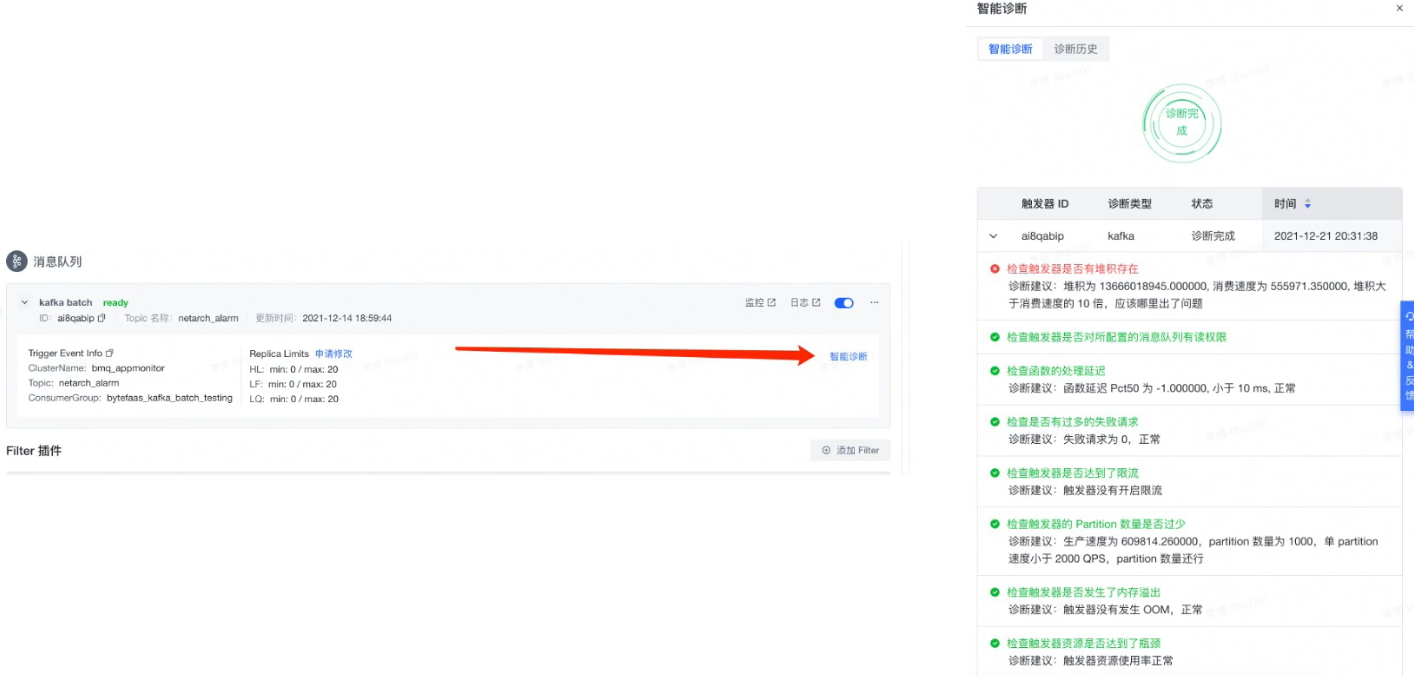 消息队列
kafka batch ready
监控 日志
ID: ai8qabip Topic 名称: netarch_alarm 更新时间: 2021-12-14 18:59:44
Trigger Event Info
ClusterName: bmq_appmonitor
Topic: netarch_alarm
ConsumerGroup: bytefaas_kafka_batch_testing
Replica Limits 申请修改
HL: min: 0 / max: 20
LF: min: 0 / max: 20
LQ: min: 0 / max: 20
智能诊断
Filter 插件
添加 Filter
智能诊断
智能诊断 诊断历史
诊断完
成
触发器 ID 诊断类型 状态 时间
ai8qabip kafka 诊断完成 2021-12-21 20:31:38
检查触发器是否有堆积存在
诊断建议: 堆积为 13666018945.000000, 消费速度为 555971.350000, 堆积大
于消费速度的 10 倍，应该哪里出了问题
检查触发器是否对所配置的消息队列有读权限
检查函数的处理延迟
诊断建议: 函数延迟 Pct50 为 -1.000000, 小于 10 ms, 正常
检查是否有过多的失败请求
诊断建议: 失败请求为 0，正常
检查触发器是否达到了限流
诊断建议: 触发器没有开启限流
检查触发器的 Partition 数量是否过少
诊断建议: 生产速度为 609814.260000，partition 数量为 1000，单 partition
速度小于 2000 QPS，partition 数量还行
检查触发器是否发生了内存溢出
诊断建议: 触发器没有发生 OOM，正常
检查触发器资源是否达到了瓶颈
诊断建议: 触发器资源使用率正常
帮
助
&
反
馈